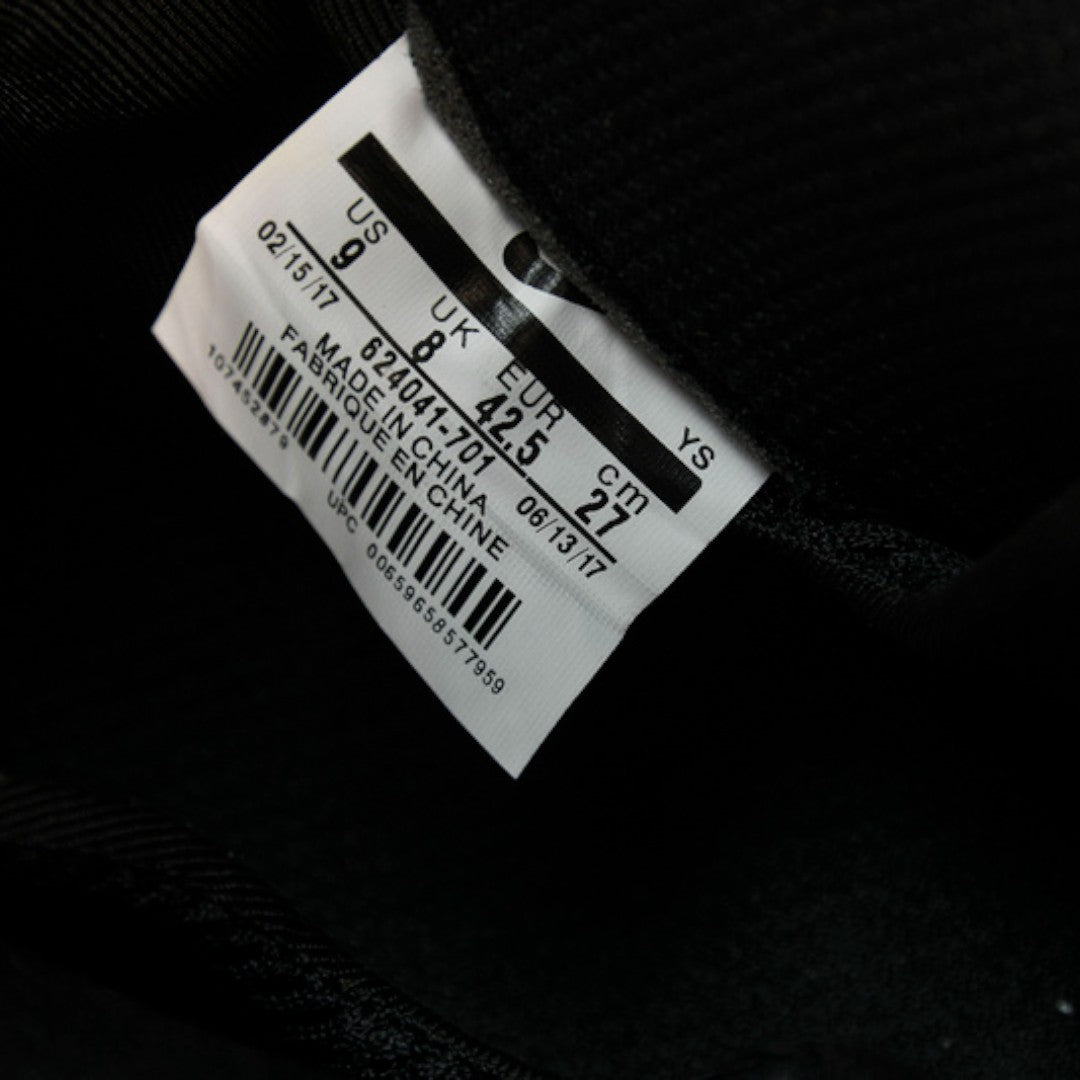 YS
US UK EUR cm
9 8 42.5 27
02/15/17 624041-701 06/13/17
MADE IN CHINA
FABRIQUE EN CHINE
107452879
UPC 00659658577959